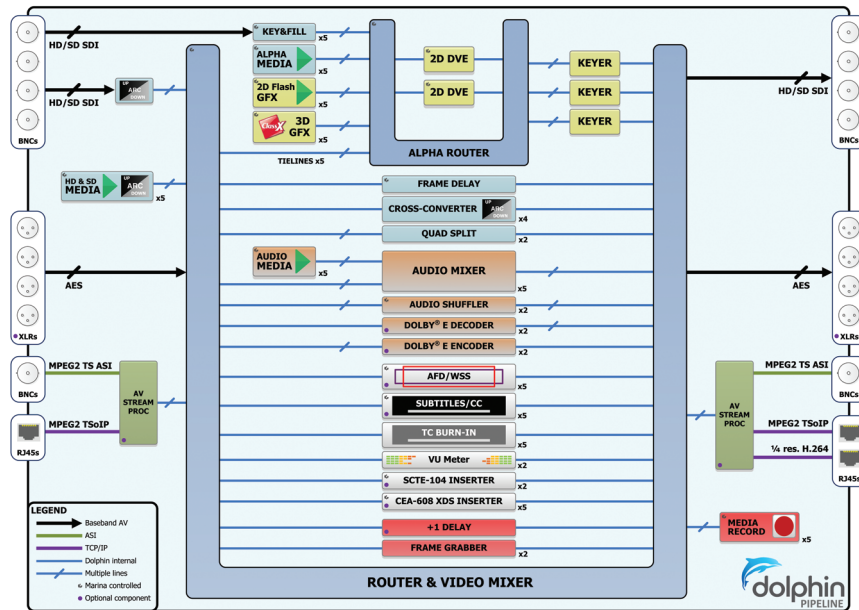 HD/SD SDI
HD/SD SDI
BNCs
UP
ARC
DOWN
HD & SD
MEDIA
UP
ARC
DOWN
x5
AES
XLRs
MPEG2 TS ASI
BNCs
MPEG2 TSoIP
RJ45s
AV
STREAM
PROC
KEY&FILL
x5
ALPHA
MEDIA
x5
2D Flash
GFX
x5
ClassX
3D
GFX
x5
TIELINES x5
2D DVE
2D DVE
ALPHA ROUTER
KEYER
KEYER
KEYER
FRAME DELAY
CROSS-CONVERTER
UP
ARC
DOWN
x4
QUAD SPLIT
x2
AUDIO
MEDIA
x5
AUDIO MIXER
x5
AUDIO SHUFFLER
x2
DOLBY® E DECODER
x2
DOLBY® E ENCODER
x2
AFD/WSS
x5
SUBTITLES/CC
x5
TC BURN-IN
x5
VU Meter
x2
SCTE-104 INSERTER
x2
CEA-608 XDS INSERTER
x5
+1 DELAY
FRAME GRABBER
x2
ROUTER & VIDEO MIXER
HD/SD SDI
BNCs
AES
XLRs
AV
STREAM
PROC
MPEG2 TS ASI
BNCs
MPEG2 TSoIP
¼ res. H.264
RJ45s
MEDIA
RECORD
x5
LEGEND
Baseband AV
ASI
TCP/IP
Dolphin internal
Multiple lines
Marina controlled
Optional component
dolphin
PIPELINE